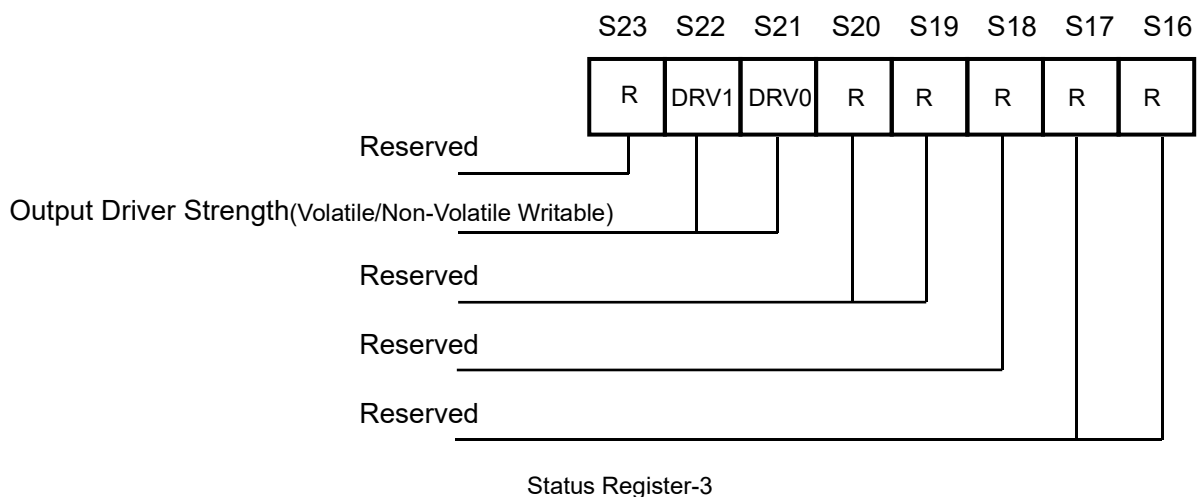 S23 S22 S21 S20 S19 S18 S17 S16
R DRV1 DRV0 R R R R R
Reserved
Output Driver Strength(Volatile/Non-Volatile Writable)
Reserved
Reserved
Reserved
Status Register-3